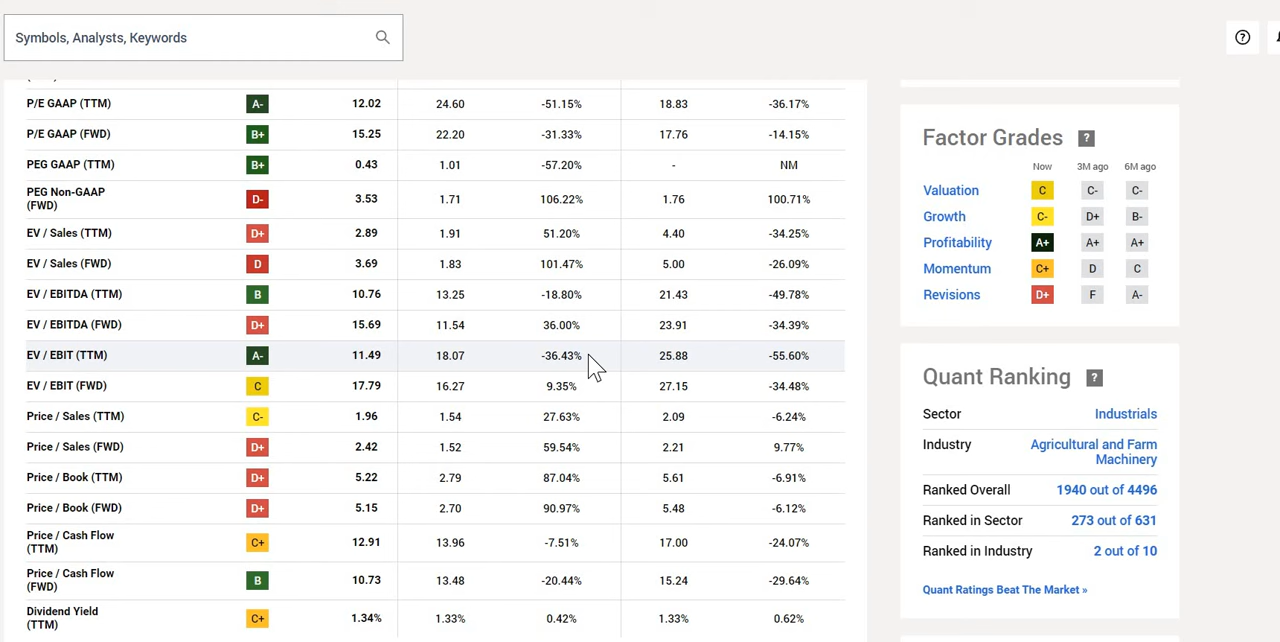 Symbols, Analysts, Keywords
?
P/E GAAP (TTM) A- 12.02 24.60 -51.15% 18.83 -36.17%
P/E GAAP (FWD) B+ 15.25 22.20 -31.33% 17.76 -14.15%
PEG GAAP (TTM) B+ 0.43 1.01 -57.20% - NM
PEG Non-GAAP
(FWD) D- 3.53 1.71 106.22% 1.76 100.71%
EV / Sales (TTM) D+ 2.89 1.91 51.20% 4.40 -34.25%
EV / Sales (FWD) D 3.69 1.83 101.47% 5.00 -26.09%
EV / EBITDA (TTM) B 10.76 13.25 -18.80% 21.43 -49.78%
EV / EBITDA (FWD) D+ 15.69 11.54 36.00% 23.91 -34.39%
EV / EBIT (TTM) A- 11.49 18.07 -36.43% 25.88 -55.60%
EV / EBIT (FWD) C 17.79 16.27 9.35% 27.15 -34.48%
Price / Sales (TTM) C- 1.96 1.54 27.63% 2.09 -6.24%
Price / Sales (FWD) D+ 2.42 1.52 59.54% 2.21 9.77%
Price / Book (TTM) D+ 5.22 2.79 87.04% 5.61 -6.91%
Price / Book (FWD) D+ 5.15 2.70 90.97% 5.48 -6.12%
Price / Cash Flow
(TTM) C+ 12.91 13.96 -7.51% 17.00 -24.07%
Price / Cash Flow
(FWD) B 10.73 13.48 -20.44% 15.24 -29.64%
Dividend Yield
(TTM) C+ 1.34% 1.33% 0.42% 1.33% 0.62%
Factor Grades ?
Now 3M ago 6M ago
Valuation C C- C-
Growth C- D+ B-
Profitability A+ A+ A+
Momentum C+ D C
Revisions D+ F A-
Quant Ranking ?
Sector Industrials
Industry Agricultural and Farm
Machinery
Ranked Overall 1940 out of 4496
Ranked in Sector 273 out of 631
Ranked in Industry 2 out of 10
Quant Ratings Beat The Market »